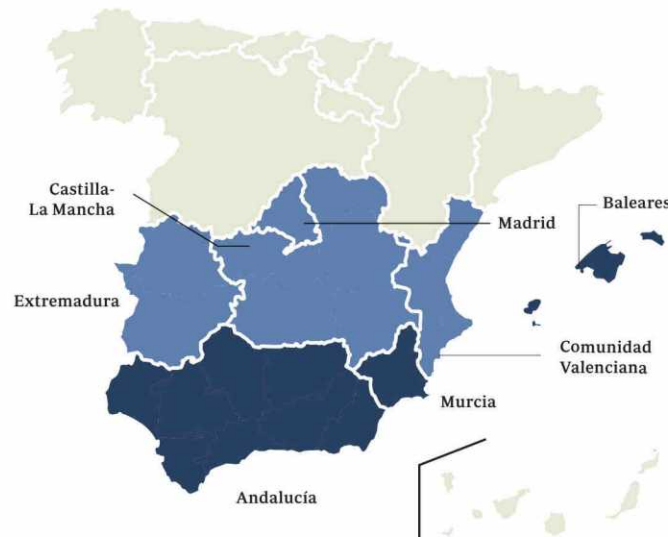 Castilla-
La Mancha
Madrid
Baleares
Extremadura
Comunidad
Valenciana
Murcia
Andalucía